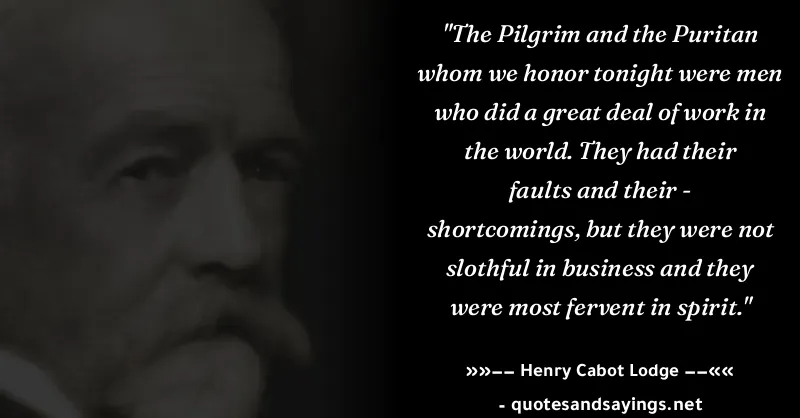 "The Pilgrim and the Puritan
whom we honor tonight were men
who did a great deal of work in
the world. They had their
faults and their -
shortcomings, but they were not
slothful in business and they
were most fervent in spirit."
»»–– Henry Cabot Lodge ––««
- quotesandsayings.net